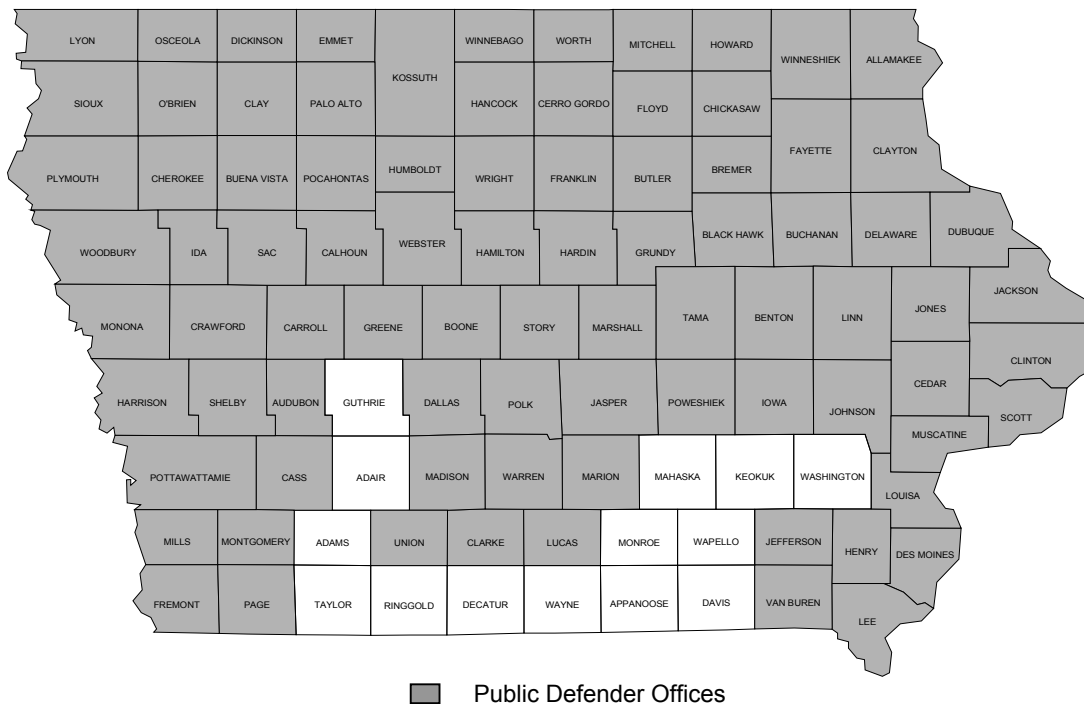 LYON
OSCEOLA
DICKINSON
EMMET
KOSSUTH
WINNEBAGO
WORTH
MITCHELL
HOWARD
WINNESHIEK
ALLAMAKEE
SIOUX
O'BRIEN
CLAY
PALO ALTO
HANCOCK
CERRO GORDO
FLOYD
CHICKASAW
FAYETTE
CLAYTON
PLYMOUTH
CHEROKEE
BUENA VISTA
POCAHONTAS
HUMBOLDT
WRIGHT
FRANKLIN
BUTLER
BREMER
WOODBURY
IDA
SAC
CALHOUN
WEBSTER
HAMILTON
HARDIN
GRUNDY
BLACK HAWK
BUCHANAN
DELAWARE
DUBUQUE
MONONA
CRAWFORD
CARROLL
GREENE
BOONE
STORY
MARSHALL
TAMA
BENTON
LINN
JONES
JACKSON
CLINTON
HARRISON
SHELBY
AUDUBON
GUTHRIE
DALLAS
POLK
JASPER
POWESHIEK
IOWA
JOHNSON
CEDAR
SCOTT
MUSCATINE
POTTAWATTAMIE
CASS
ADAIR
MADISON
WARREN
MARION
MAHASKA
KEOKUK
WASHINGTON
LOUISA
MILLS
MONTGOMERY
ADAMS
UNION
CLARKE
LUCAS
MONROE
WAPELLO
JEFFERSON
HENRY
DES MOINES
FREMONT
PAGE
TAYLOR
RINGGOLD
DECATUR
WAYNE
APPANOOSE
DAVIS
VAN BUREN
LEE
Public Defender Offices